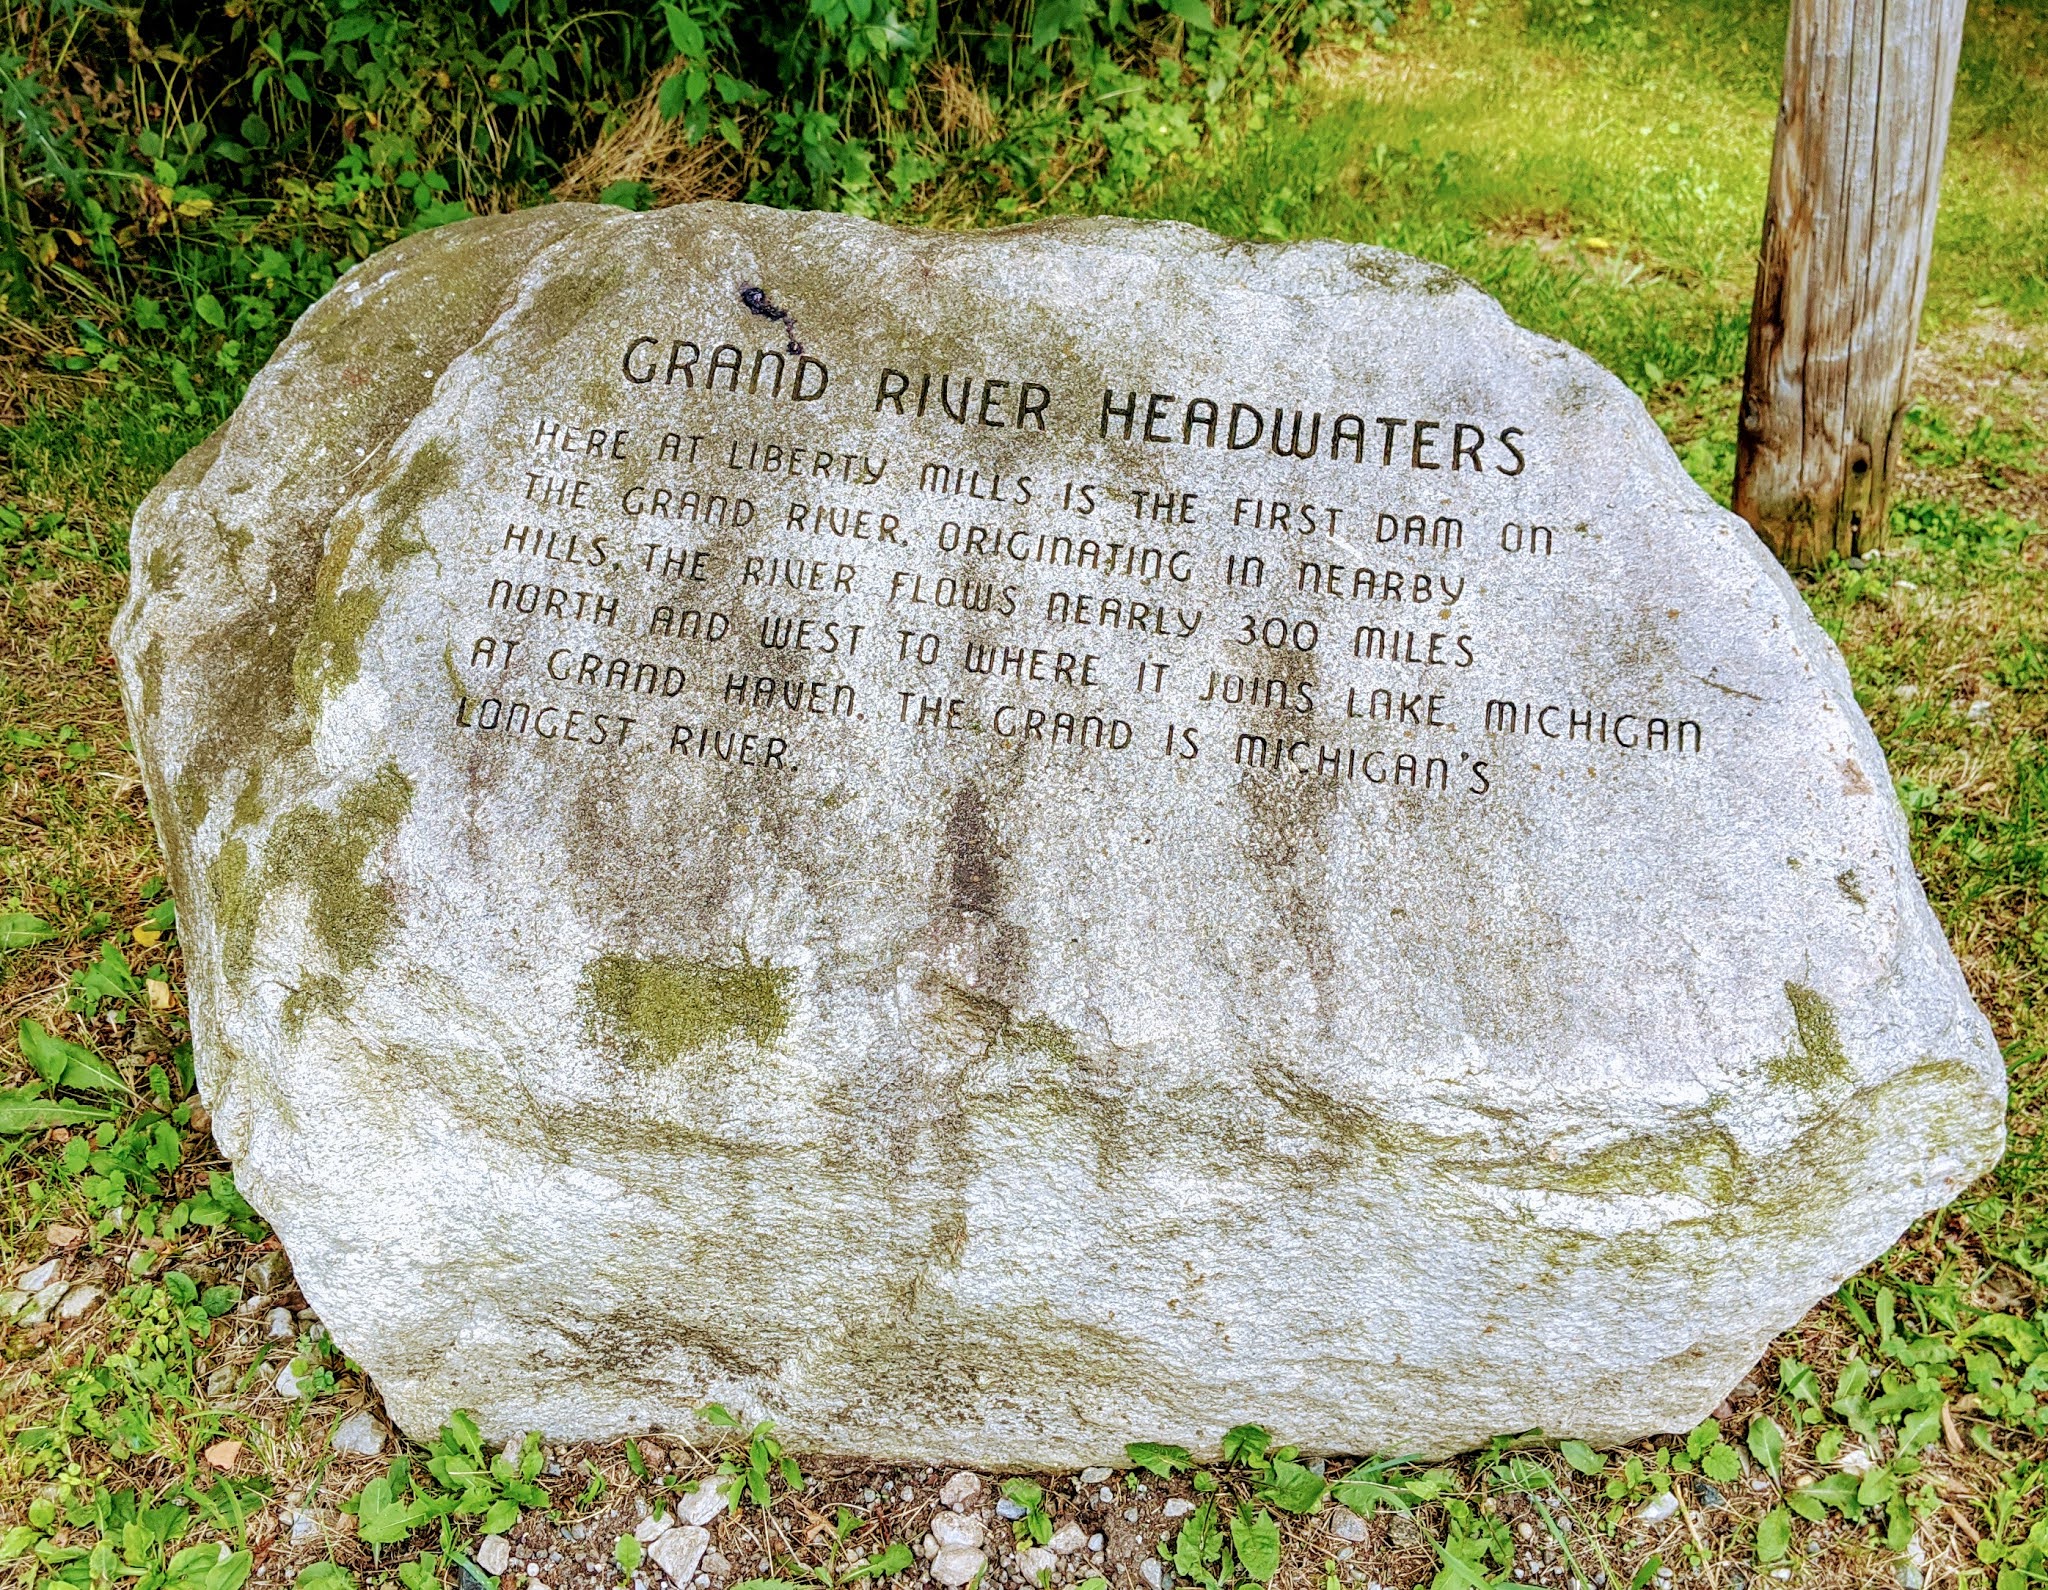 GRAND RIVER HEADWATERS
HERE AT LIBERTY MILLS IS THE FIRST DAM ON
THE GRAND RIVER. ORIGINATING IN NEARBY
HILLS, THE RIVER FLOWS NEARLY 300 MILES
NORTH AND WEST TO WHERE IT JOINS LAKE MICHIGAN
AT GRAND HAVEN. THE GRAND IS MICHIGAN'S
LONGEST RIVER.